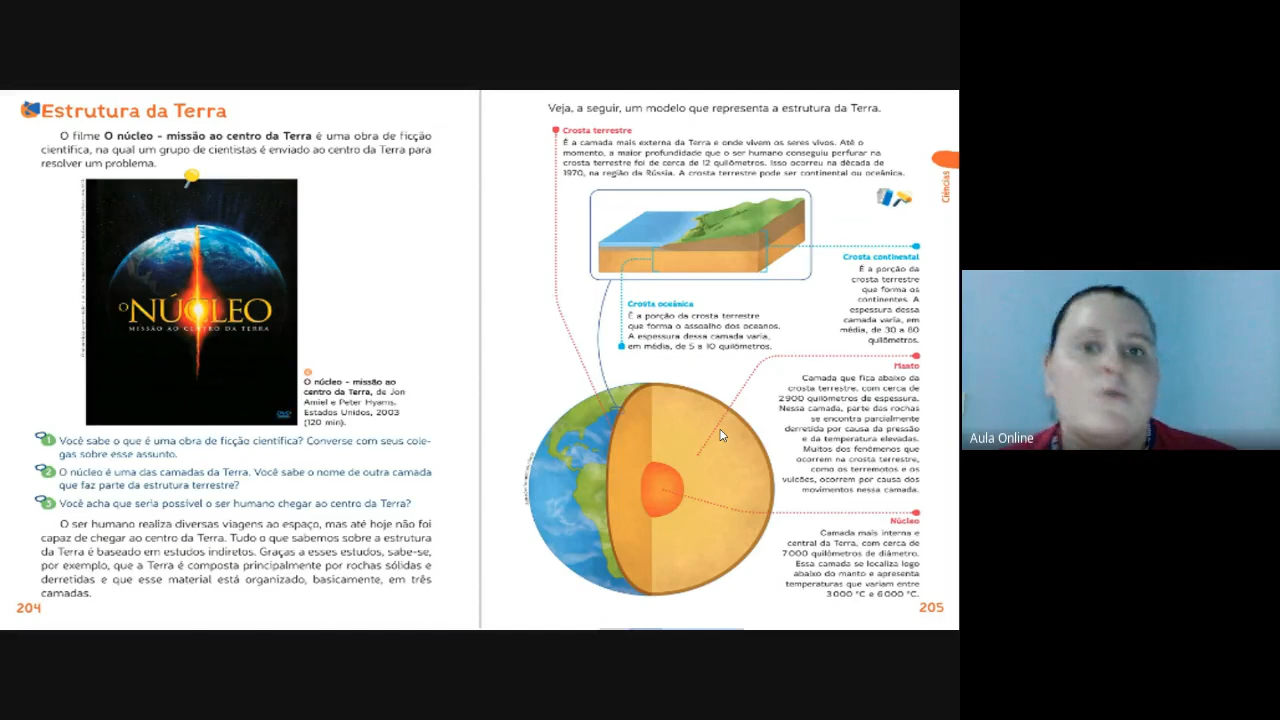 Estrutura da Terra
O filme O núcleo - missão ao centro da Terra é uma obra de ficção
científica, na qual um grupo de cientistas é enviado ao centro da Terra para
resolver um problema.
O NÚCLEO
MISSÃO AO CENTRO DA TERRA
DVD
O núcleo - missão ao
centro da Terra, de Jon
Amiel e Peter Hyams.
Estados Unidos, 2003
(120 min).
1 Você sabe o que é uma obra de ficção científica? Converse com seus cole-
gas sobre esse assunto.
2 O núcleo é uma das camadas da Terra. Você sabe o nome de outra camada
que faz parte da estrutura terrestre?
3 Você acha que seria possível o ser humano chegar ao centro da Terra?
O ser humano realiza diversas viagens ao espaço, mas até hoje não foi
capaz de chegar ao centro da Terra. Tudo o que sabemos sobre a estrutura
da Terra é baseado em estudos indiretos. Graças a esses estudos, sabe-se,
por exemplo, que a Terra é composta principalmente por rochas sólidas e
derretidas e que esse material está organizado, basicamente, em três
camadas.
204
Veja, a seguir, um modelo que representa a estrutura da Terra.
Crosta terrestre
É a camada mais externa da Terra e onde vivem os seres vivos. Até o
momento, a maior profundidade que o ser humano conseguiu perfurar na
crosta terrestre foi de cerca de 12 quilômetros. Isso ocorreu na década de
1970, na região da Rússia. A crosta terrestre pode ser continental ou oceânica.
Ciências
Crosta continental
É a porção da
crosta terrestre
que forma os
continentes. A
espessura dessa
camada varia, em
média, de 30 a 80
quilômetros.
Crosta oceânica
É a porção da crosta terrestre
que forma o assoalho dos oceanos.
A espessura dessa camada varia,
em média, de 5 a 10 quilômetros.
Manto
Camada que fica abaixo da
crosta terrestre, com cerca de
2 900 quilômetros de espessura.
Nessa camada, parte das rochas
se encontra parcialmente
derretida por causa da pressão
e da temperatura elevadas.
Muitos dos fenômenos que
ocorrem na crosta terrestre,
como os terremotos e os
vulcões, ocorrem por causa dos
movimentos nessa camada.
Núcleo
Camada mais interna e
central da Terra, com cerca de
7 000 quilômetros de diâmetro.
Essa camada se localiza logo
abaixo do manto e apresenta
temperaturas que variam entre
3 000 °C e 6 000 °C.
205
Aula Online